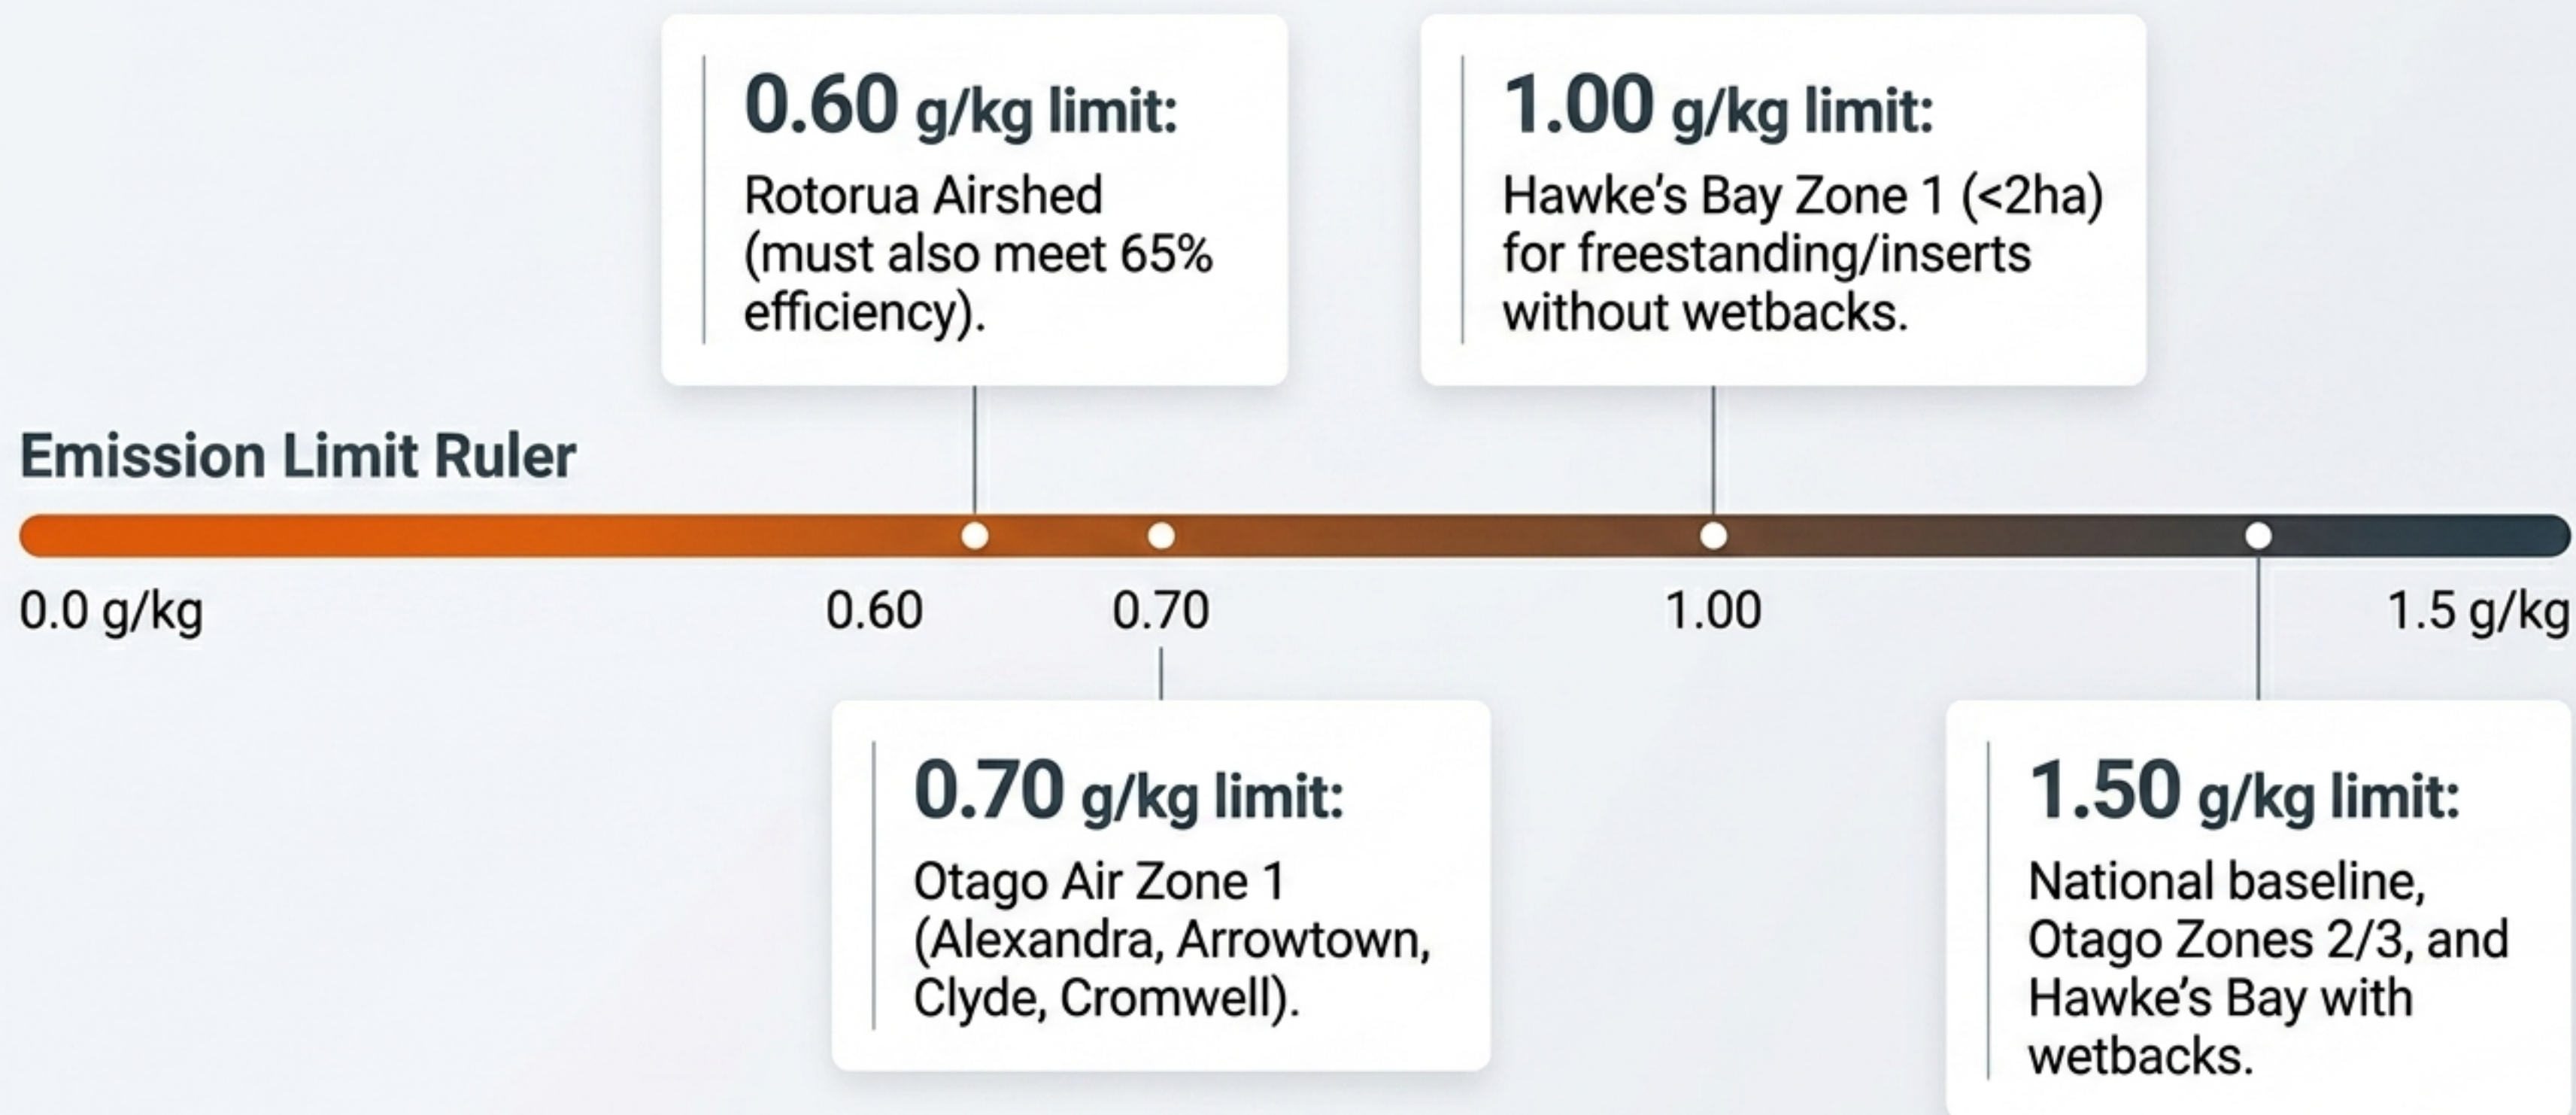 0.60 g/kg limit:
Rotorua Airshed
(must also meet 65%
efficiency).
1.00 g/kg limit:
Hawke’s Bay Zone 1 (<2ha)
for freestanding/inserts
without wetbacks.
Emission Limit Ruler
0.0 g/kg
0.60
0.70
1.00
1.5 g/kg
0.70 g/kg limit:
Otago Air Zone 1
(Alexandra, Arrowtown,
Clyde, Cromwell).
1.50 g/kg limit:
National baseline,
Otago Zones 2/3, and
Hawke’s Bay with
wetbacks.